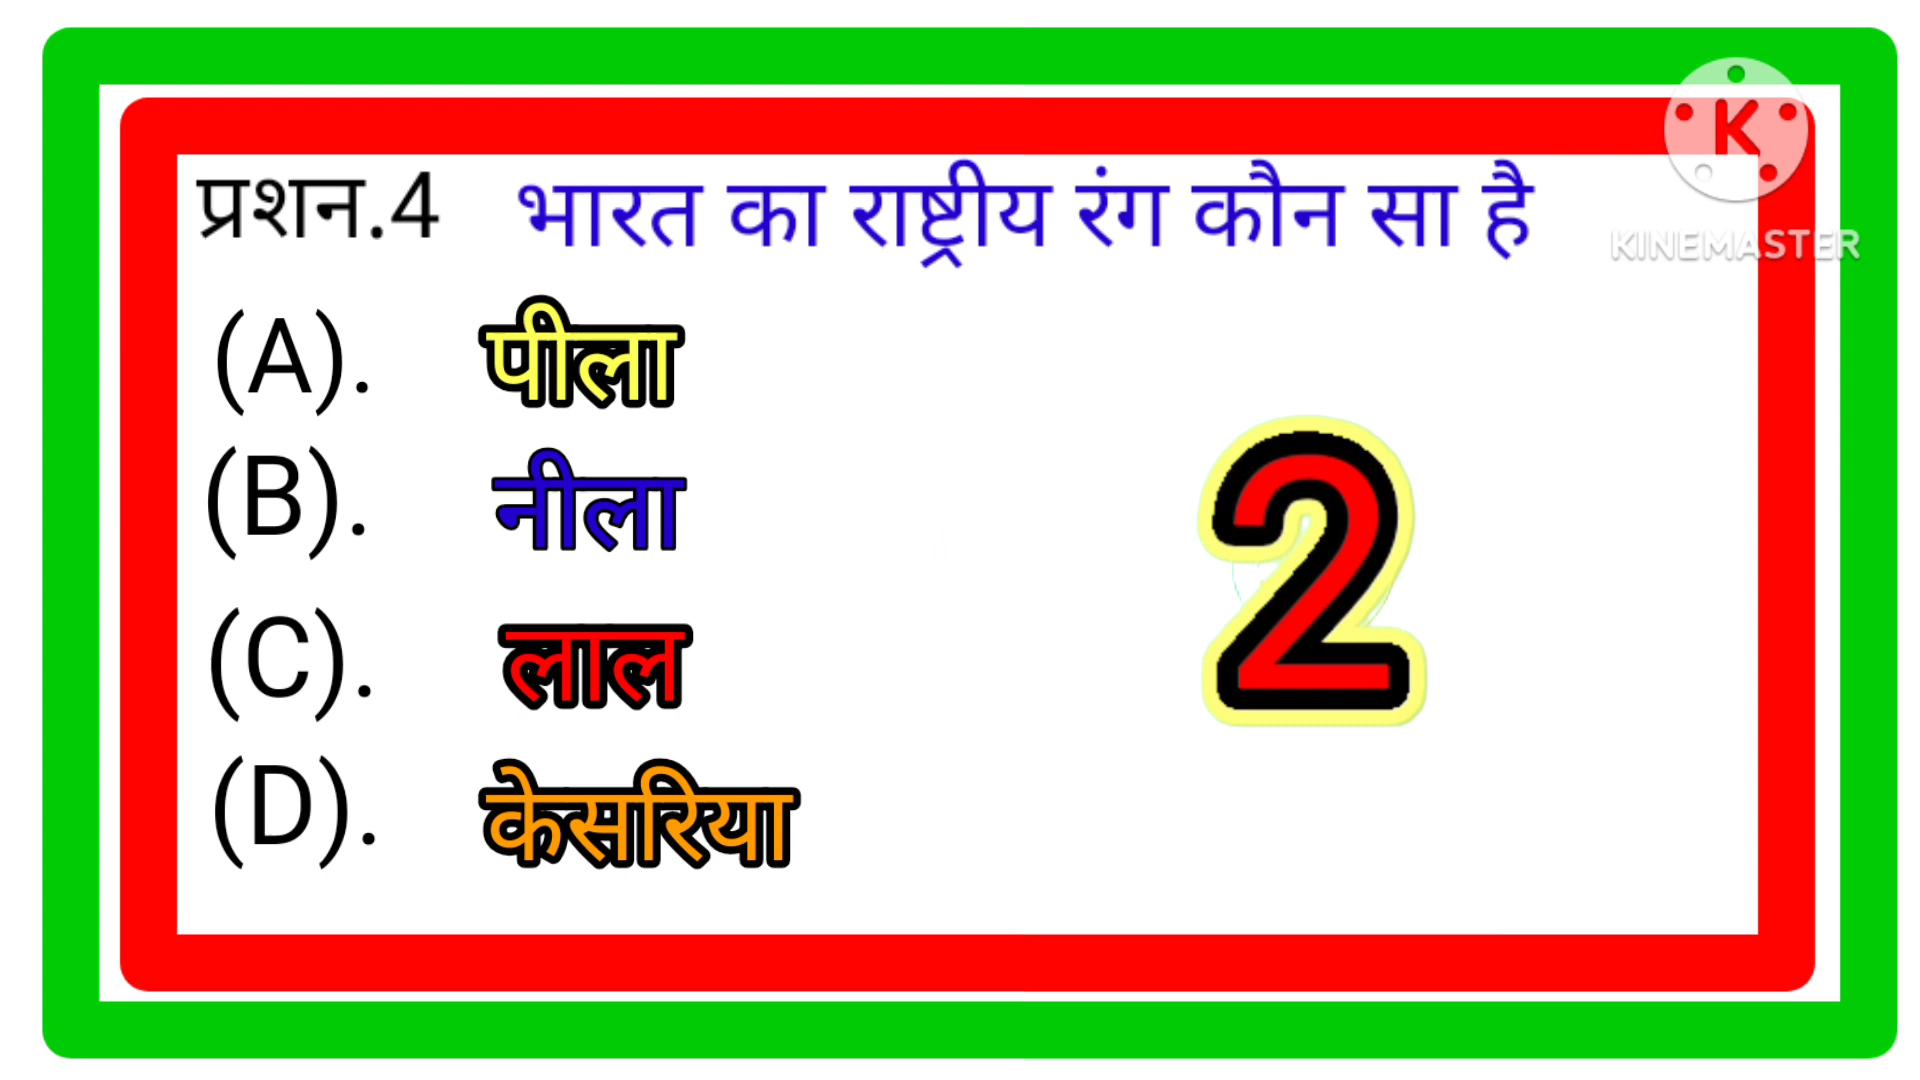 प्रशन.4 भारत का राष्ट्रीय रंग कौन सा है
K
KINEMASTER
(A). पीला
(B). नीला
2
(C). लाल
(D). केसरिया